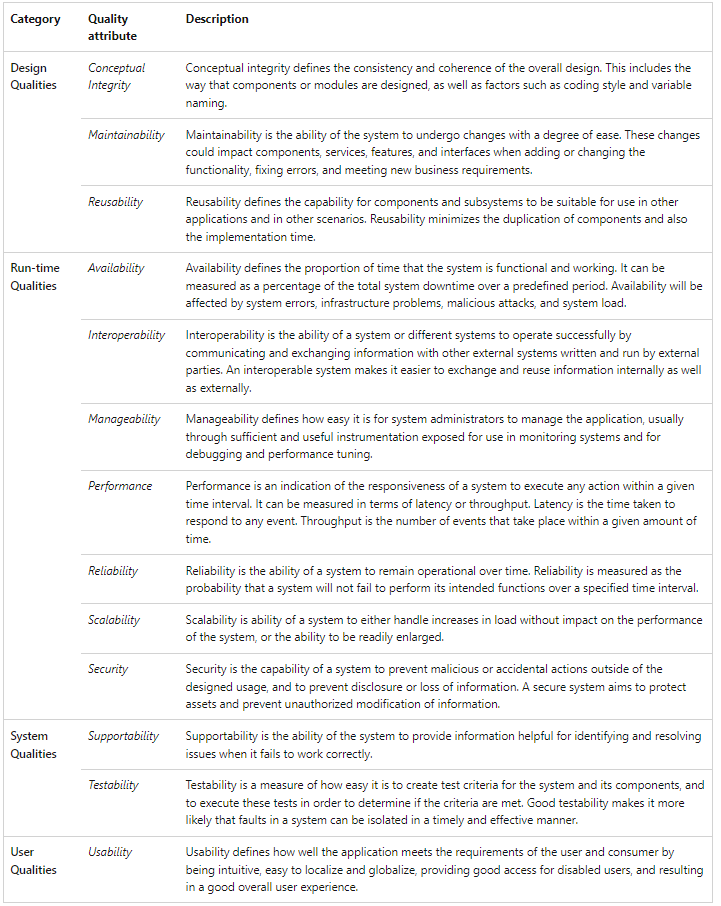 Category Quality attribute Description
Design Qualities
Conceptual Integrity
Conceptual integrity defines the consistency and coherence of the overall design. This includes the
way that components or modules are designed, as well as factors such as coding style and variable
naming.
Maintainability
Maintainability is the ability of the system to undergo changes with a degree of ease. These changes
could impact components, services, features, and interfaces when adding or changing the
functionality, fixing errors, and meeting new business requirements.
Reusability
Reusability defines the capability for components and subsystems to be suitable for use in other
applications and in other scenarios. Reusability minimizes the duplication of components and also
the implementation time.
Run-time Qualities
Availability
Availability defines the proportion of time that the system is functional and working. It can be
measured as a percentage of the total system downtime over a predefined period. Availability will be
affected by system errors, infrastructure problems, malicious attacks, and system load.
Interoperability
Interoperability is the ability of a system or different systems to operate successfully by
communicating and exchanging information with other external systems written and run by external
parties. An interoperable system makes it easier to exchange and reuse information internally as well
as externally.
Manageability
Manageability defines how easy it is for system administrators to manage the application, usually
through sufficient and useful instrumentation exposed for use in monitoring systems and for
debugging and performance tuning.
Performance
Performance is an indication of the responsiveness of a system to execute any action within a given
time interval. It can be measured in terms of latency or throughput. Latency is the time taken to
respond to any event. Throughput is the number of events that take place within a given amount of
time.
Reliability
Reliability is the ability of a system to remain operational over time. Reliability is measured as the
probability that a system will not fail to perform its intended functions over a specified time interval.
Scalability
Scalability is ability of a system to either handle increases in load without impact on the performance
of the system, or the ability to be readily enlarged.
Security
Security is the capability of a system to prevent malicious or accidental actions outside of the
designed usage, and to prevent disclosure or loss of information. A secure system aims to protect
assets and prevent unauthorized modification of information.
System Qualities
Supportability
Supportability is the ability of the system to provide information helpful for identifying and resolving
issues when it fails to work correctly.
Testability
Testability is a measure of how easy it is to create test criteria for the system and its components, and
to execute these tests in order to determine if the criteria are met. Good testability makes it more
likely that faults in a system can be isolated in a timely and effective manner.
User Qualities
Usability
Usability defines how well the application meets the requirements of the user and consumer by
being intuitive, easy to localize and globalize, providing good access for disabled users, and resulting
in a good overall user experience.